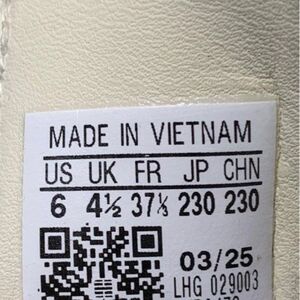 MADE IN VIETNAM
US UK FR JP CHN
6 4½ 37⅓ 230 230
03/25
LHG 029003